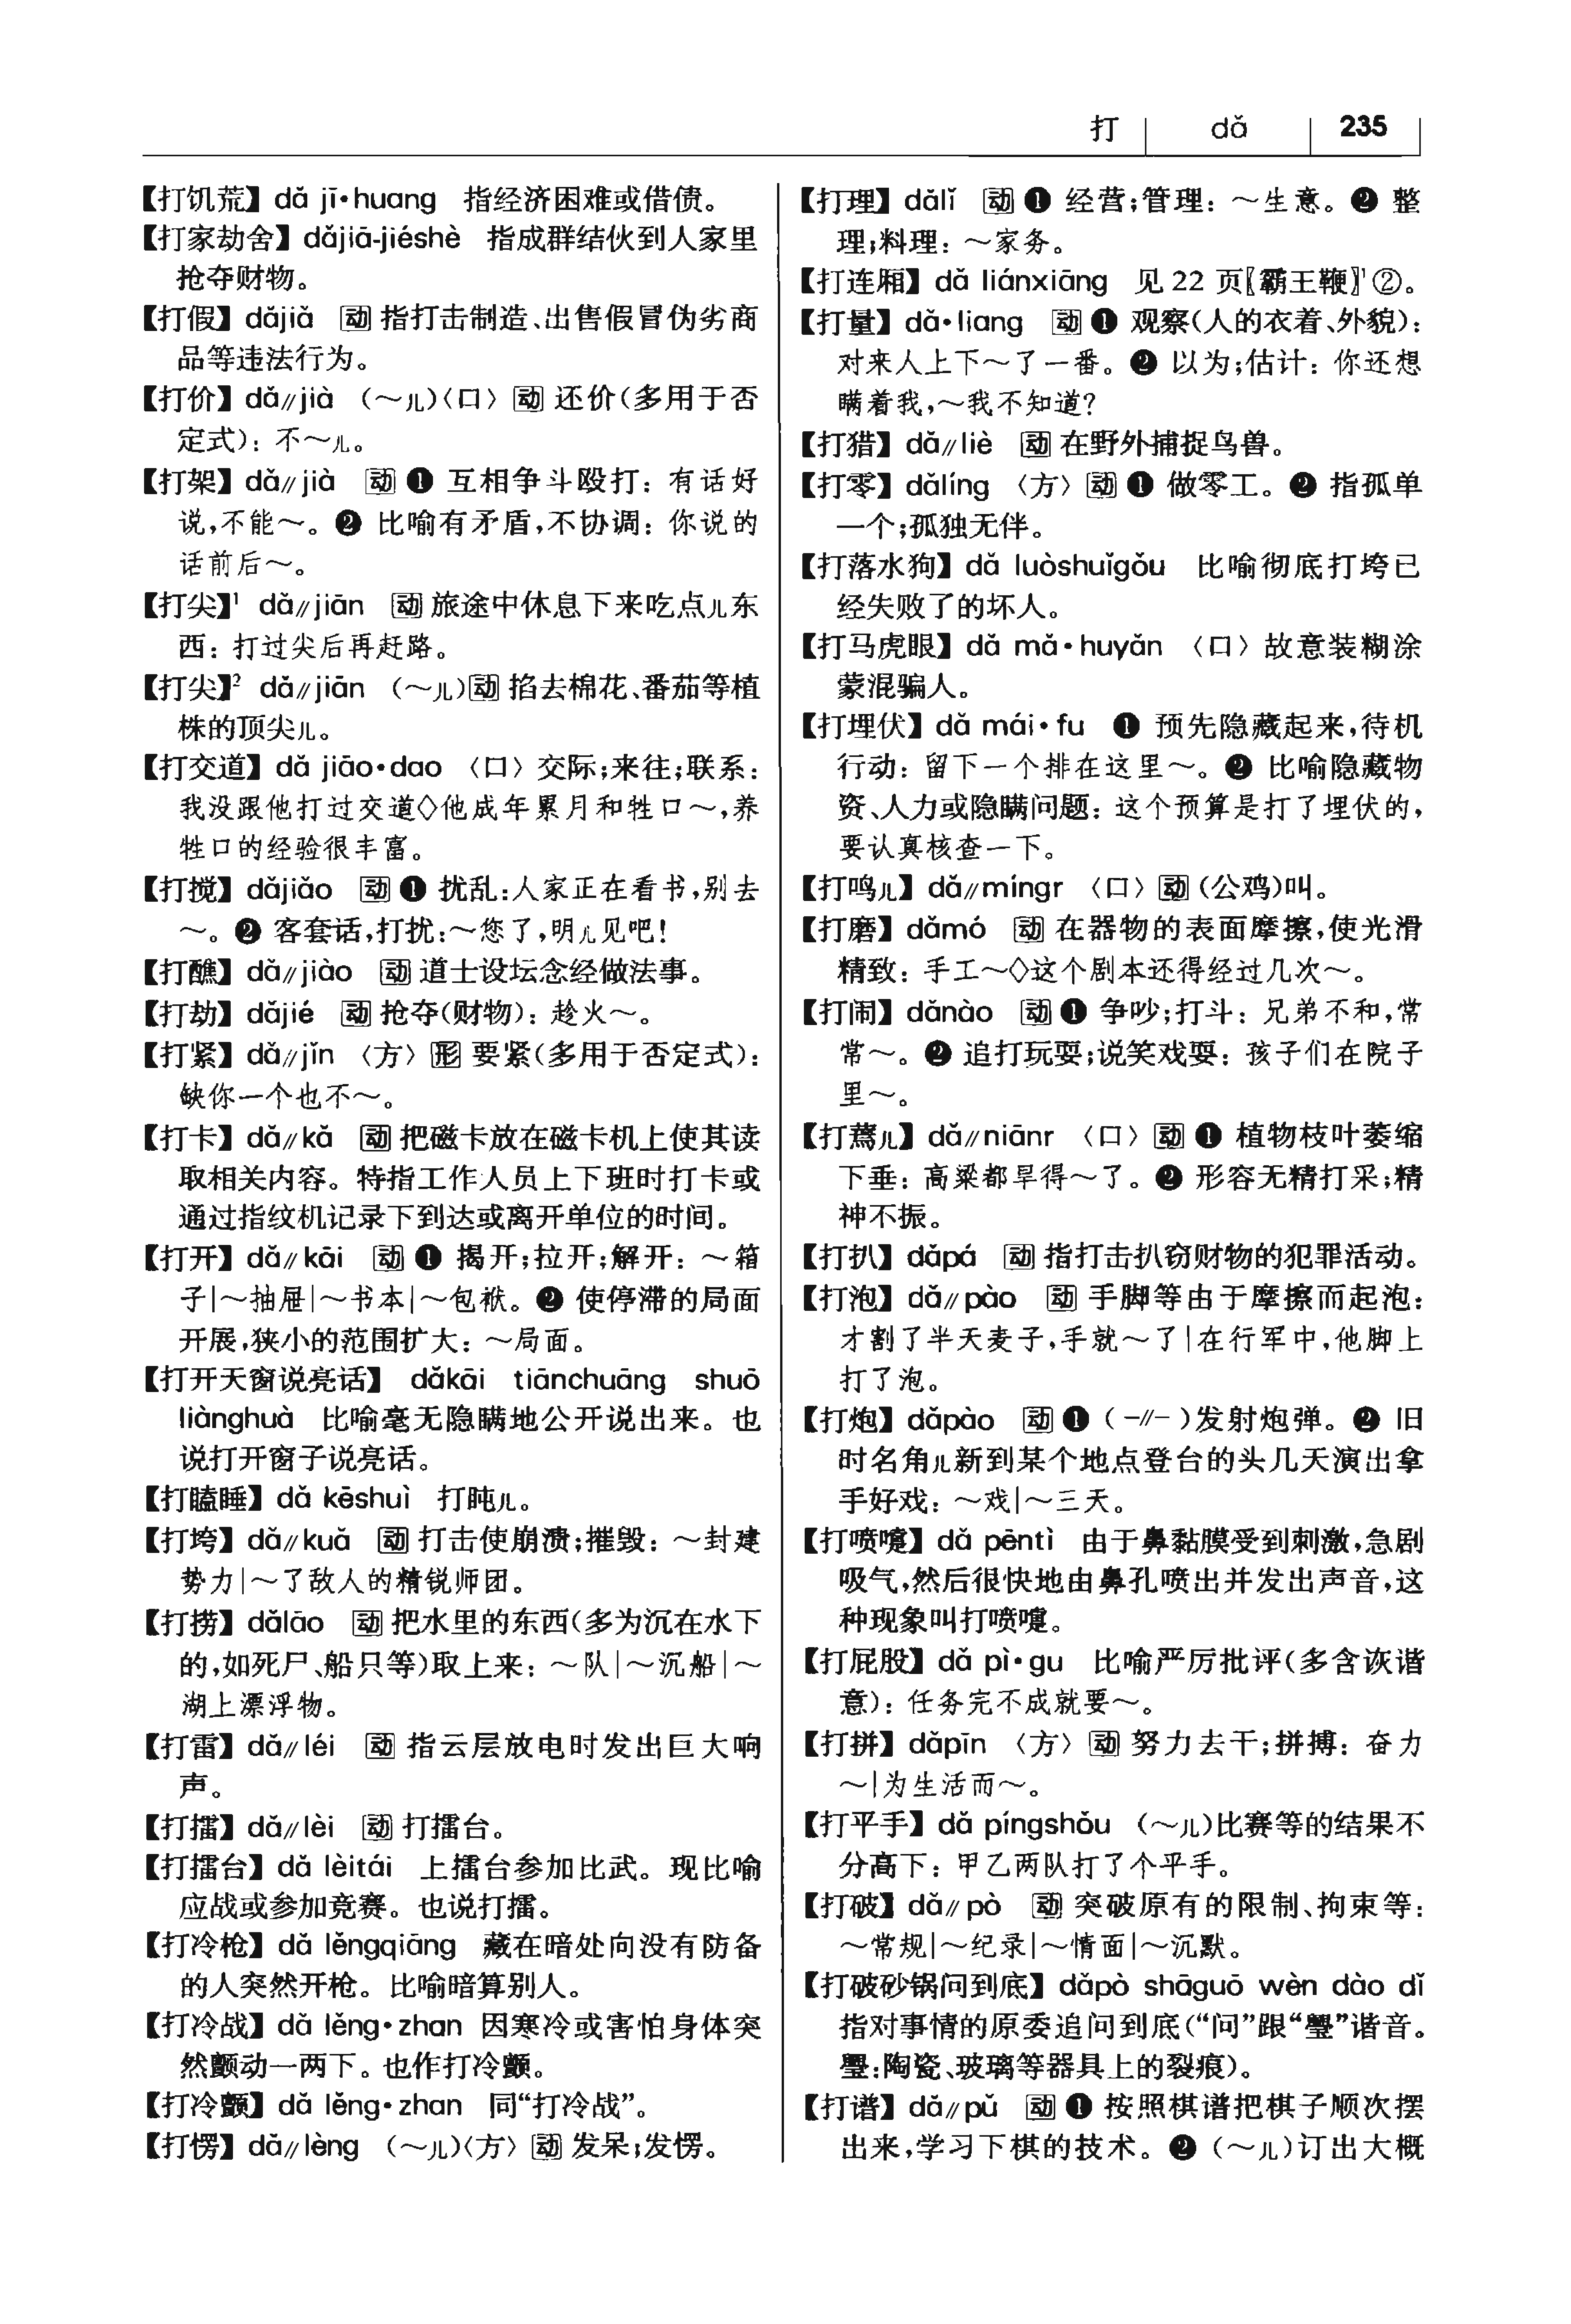 打 dǎ 235
【打饥荒】dǎ jī·huang 指经济困难或借债。
【打家劫舍】dǎjiā-jiéshè 指成群结伙到人家里
抢夺财物。
【打假】dǎjiǎ 动 指打击制造、出售假冒伪劣商
品等违法行为。
【打价】dǎ//jià （～儿）〈口〉动 还价（多用于否
定式）：不～儿。
【打架】dǎ//jià 动 ❶ 互相争斗殴打：有话好
说，不能～。❷ 比喻有矛盾，不协调：你说的
话前后～。
【打尖】¹ dǎ//jiān 动 旅途中休息下来吃点儿东
西：打过尖后再赶路。
【打尖】² dǎ//jiān （～儿）动 掐去棉花、番茄等植
株的顶尖儿。
【打交道】dǎ jiāo·dao 〈口〉交际；来往；联系：
我没跟他打过交道◇他成年累月和牲口～，养
牲口的经验很丰富。
【打搅】dǎjiǎo 动 ❶ 扰乱：人家正在看书，别去
～。❷ 客套话，打扰：～您了，明儿见吧！
【打醮】dǎ//jiào 动 道士设坛念经做法事。
【打劫】dǎjié 动 抢夺（财物）：趁火～。
【打紧】dǎ//jǐn 〈方〉形 要紧（多用于否定式）：
缺你一个也不～。
【打卡】dǎ//kǎ 动 把磁卡放在磁卡机上使其读
取相关内容。特指工作人员上下班时打卡或
通过指纹机记录下到达或离开单位的时间。
【打开】dǎ//kāi 动 ❶ 揭开；拉开；解开：～箱
子|～抽屉|～书本|～包袱。❷ 使停滞的局面
开展，狭小的范围扩大：～局面。
【打开天窗说亮话】 dǎkāi tiānchuāng shuō
liànghuà 比喻毫无隐瞒地公开说出来。也
说打开窗子说亮话。
【打瞌睡】dǎ kēshuì 打盹儿。
【打垮】dǎ//kuǎ 动 打击使崩溃；摧毁：～封建
势力|～了敌人的精锐师团。
【打捞】dǎlāo 动 把水里的东西（多为沉在水下
的，如死尸、船只等）取上来：～队|～沉船|～
湖上漂浮物。
【打雷】dǎ//léi 动 指云层放电时发出巨大响
声。
【打擂】dǎ//lèi 动 打擂台。
【打擂台】dǎ lèitái 上擂台参加比武。现比喻
应战或参加竞赛。也说打擂。
【打冷枪】dǎ lěngqiāng 藏在暗处向没有防备
的人突然开枪。比喻暗算别人。
【打冷战】dǎ lěng·zhan 因寒冷或害怕身体突
然颤动一两下。也作打冷颤。
【打冷颤】dǎ lěng·zhan 同“打冷战”。
【打愣】dǎ//lèng （～儿）〈方〉动 发呆；发愣。
【打理】dǎlǐ 动 ❶ 经营；管理：～生意。❷ 整
理；料理：～家务。
【打连厢】dǎ liánxiāng 见 22 页〖霸王鞭〗¹②。
【打量】dǎ·liang 动 ❶ 观察（人的衣着、外貌）：
对来人上下～了一番。❷ 以为；估计：你还想
瞒着我，～我不知道？
【打猎】dǎ//liè 动 在野外捕捉鸟兽。
【打零】dǎlíng 〈方〉动 ❶ 做零工。❷ 指孤单
一个；孤独无伴。
【打落水狗】dǎ luòshuǐgǒu 比喻彻底打垮已
经失败了的坏人。
【打马虎眼】dǎ mǎ·huyǎn 〈口〉故意装糊涂
蒙混骗人。
【打埋伏】dǎ mái·fu ❶ 预先隐藏起来，待机
行动：留下一个排在这里～。❷ 比喻隐藏物
资、人力或隐瞒问题：这个预算是打了埋伏的，
要认真核查一下。
【打鸣儿】dǎ//míngr 〈口〉动（公鸡）叫。
【打磨】dǎmó 动 在器物的表面摩擦，使光滑
精致：手工～◇这个剧本还得经过几次～。
【打闹】dǎnào 动 ❶ 争吵；打斗：兄弟不和，常
常～。❷ 追打玩耍；说笑戏耍：孩子们在院子
里～。
【打蔫儿】dǎ//niānr 〈口〉动 ❶ 植物枝叶萎缩
下垂：高粱都旱得～了。❷ 形容无精打采；精
神不振。
【打扒】dǎpá 动 指打击扒窃财物的犯罪活动。
【打泡】dǎ//pào 动 手脚等由于摩擦而起泡：
才割了半天麦子，手就～了|在行军中，他脚上
打了泡。
【打炮】dǎpào 动 ❶（-//-）发射炮弹。❷ 旧
时名角儿新到某个地点登台的头几天演出拿
手好戏：～戏|～三天。
【打喷嚏】dǎ pēntì 由于鼻黏膜受到刺激，急剧
吸气，然后很快地由鼻孔喷出并发出声音，这
种现象叫打喷嚏。
【打屁股】dǎ pì·gu 比喻严厉批评（多含诙谐
意）：任务完不成就要～。
【打拼】dǎpīn 〈方〉动 努力去干；拼搏：奋力
～|为生活而～。
【打平手】dǎ píngshǒu （～儿）比赛等的结果不
分高下：甲乙两队打了个平手。
【打破】dǎ//pò 动 突破原有的限制、拘束等：
～常规|～纪录|～情面|～沉默。
【打破砂锅问到底】dǎpò shāguō wèn dào dǐ
指对事情的原委追问到底（“问”跟“璺”谐音。
璺：陶瓷、玻璃等器具上的裂痕）。
【打谱】dǎ//pǔ 动 ❶ 按照棋谱把棋子顺次摆
出来，学习下棋的技术。❷（～儿）订出大概